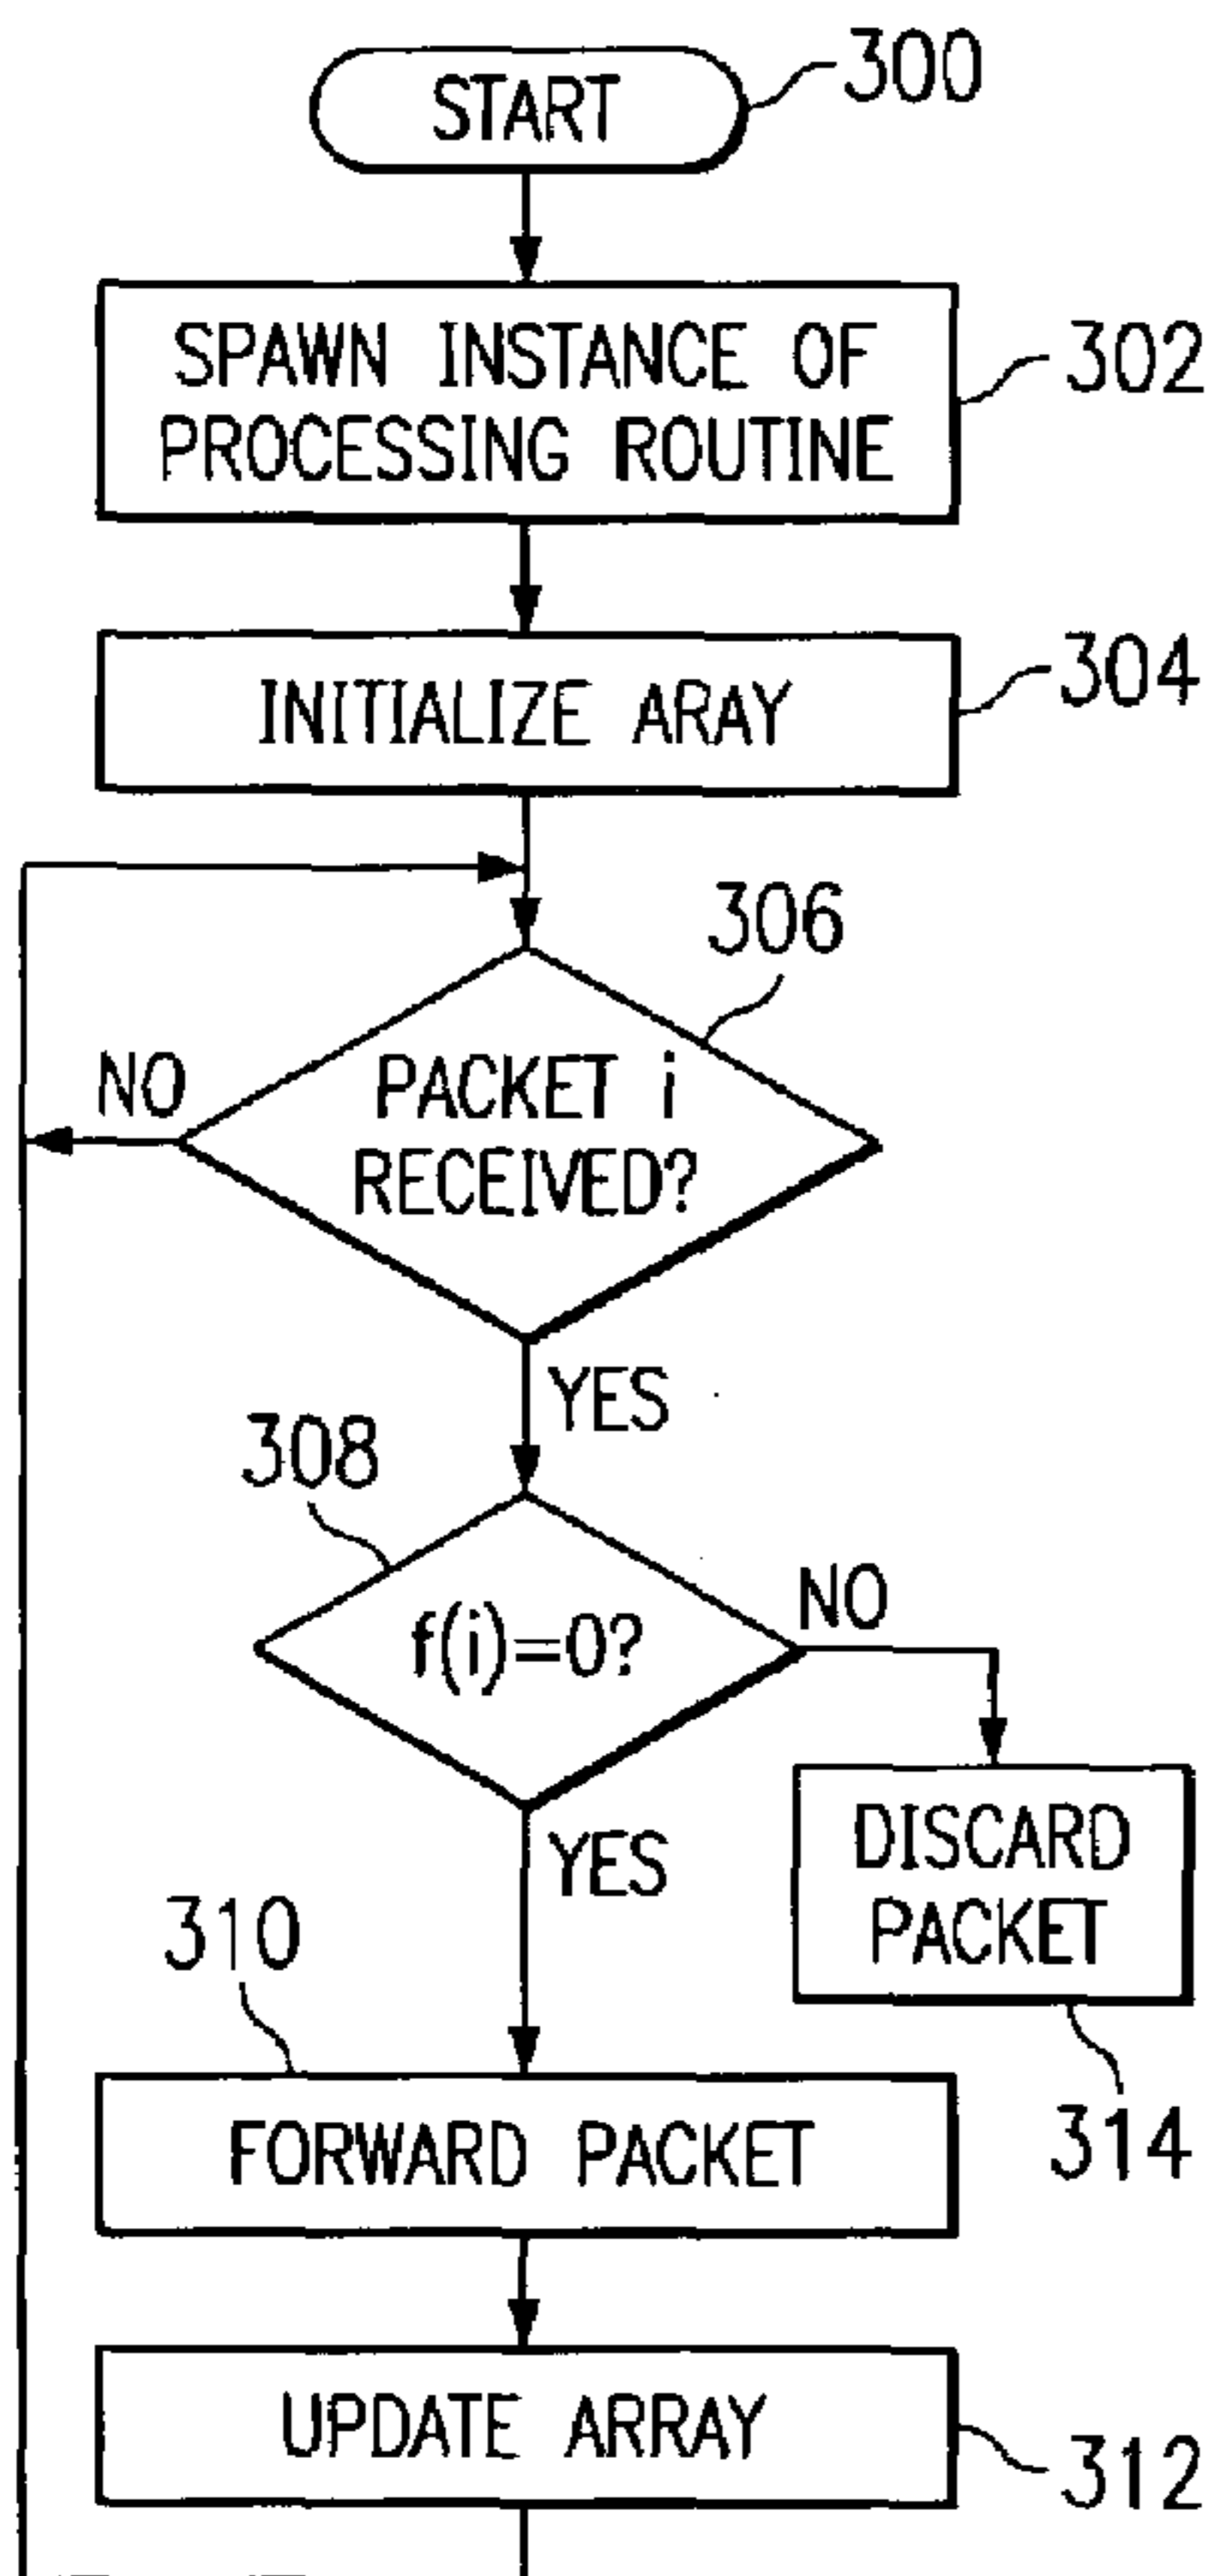 START
300
SPAWN INSTANCE OF
PROCESSING ROUTINE
302
INITIALIZE ARAY
304
306
PACKET i
RECEIVED?
NO
YES
308
f(i)=0?
NO
YES
DISCARD
PACKET
314
310
FORWARD PACKET
UPDATE ARRAY
312